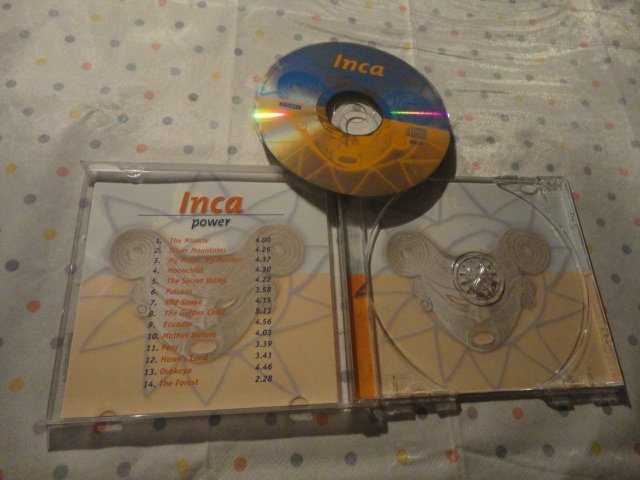 Inca
Inca
power
1. The Miracle 4.00
2. Silver Mountains 4.26
3. My Music, My Passion 4.37
4. Moonchild 4.30
5. The Secret Valley 4.22
6. Falcons 3.58
7. Red Snake 4.15
8. The Golden Child 5.13
9. Ecuador 4.56
10. Mother Nature 4.03
11. Peru 3.39
12. Hawk's Land 3.41
13. Osakaya 4.46
14. The Forest 2.28